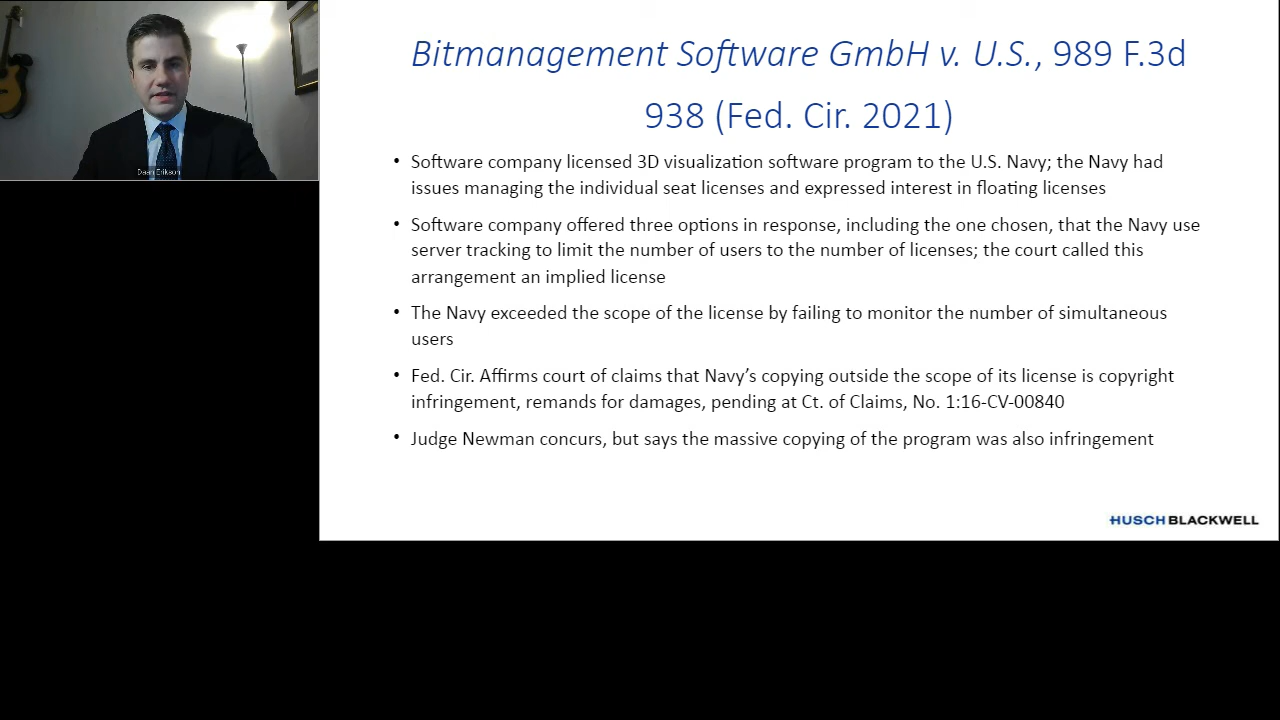 Daan Erikson
Bitmanagement Software GmbH v. U.S., 989 F.3d
938 (Fed. Cir. 2021)
• Software company licensed 3D visualization software program to the U.S. Navy; the Navy had
issues managing the individual seat licenses and expressed interest in floating licenses
• Software company offered three options in response, including the one chosen, that the Navy use
server tracking to limit the number of users to the number of licenses; the court called this
arrangement an implied license
• The Navy exceeded the scope of the license by failing to monitor the number of simultaneous
users
• Fed. Cir. Affirms court of claims that Navy’s copying outside the scope of its license is copyright
infringement, remands for damages, pending at Ct. of Claims, No. 1:16-CV-00840
• Judge Newman concurs, but says the massive copying of the program was also infringement
HUSCH BLACKWELL